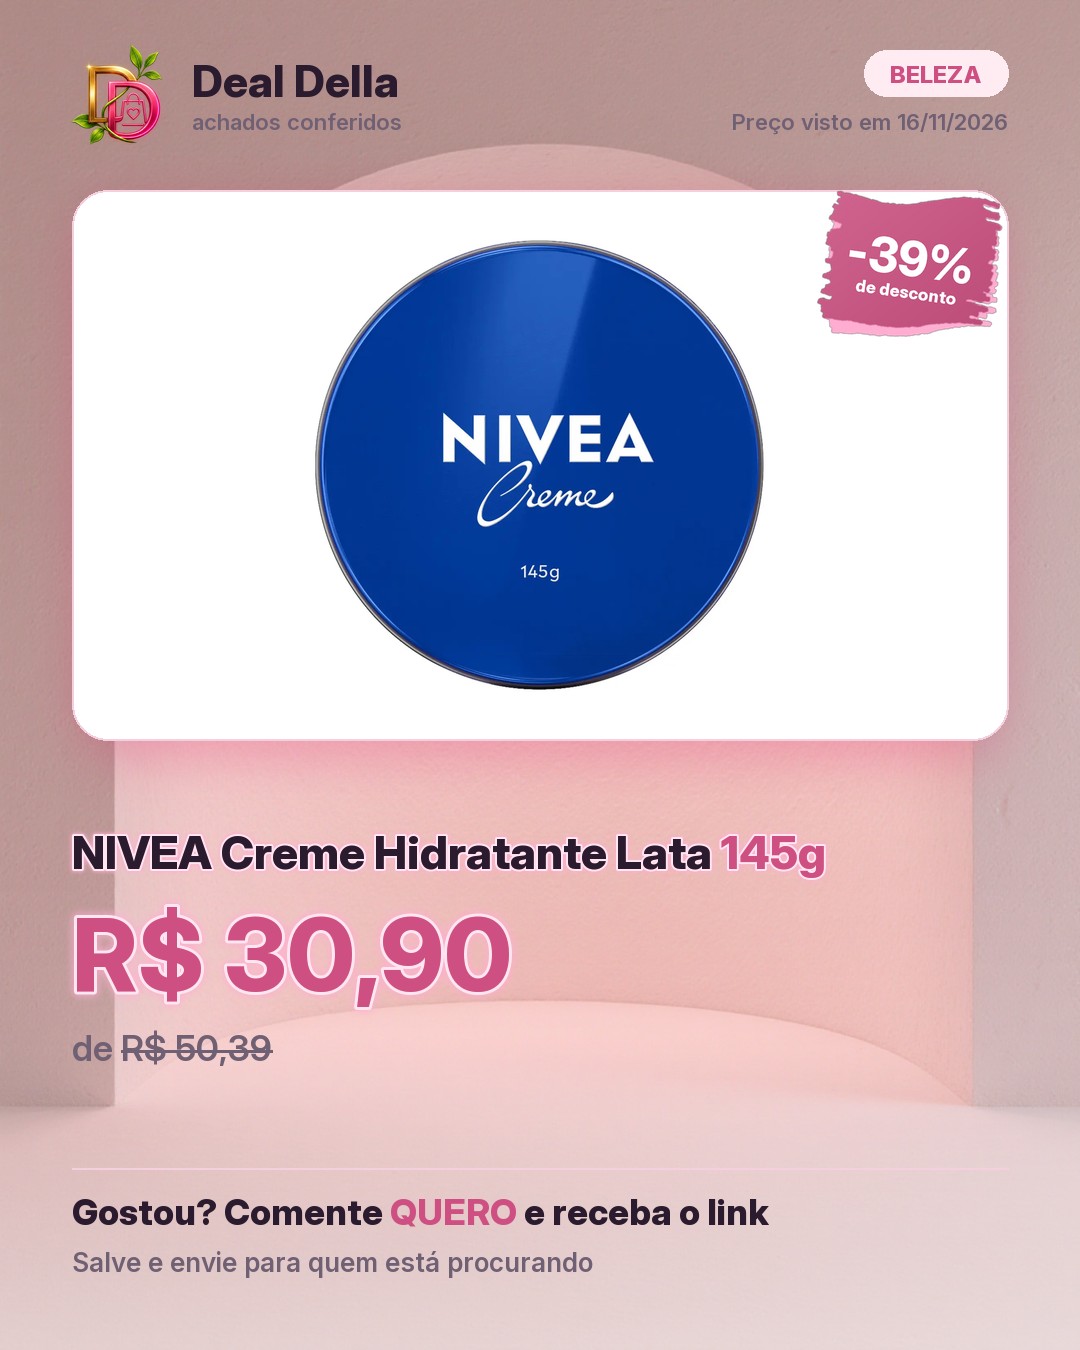 Deal Della
achados conferidos
BELEZA
Preço visto em 16/11/2026
-39%
de desconto
NIVEA
Creme
145g
NIVEA Creme Hidratante Lata 145g
R$ 30,90
de R$ 50,39
Gostou? Comente QUERO e receba o link
Salve e envie para quem está procurando